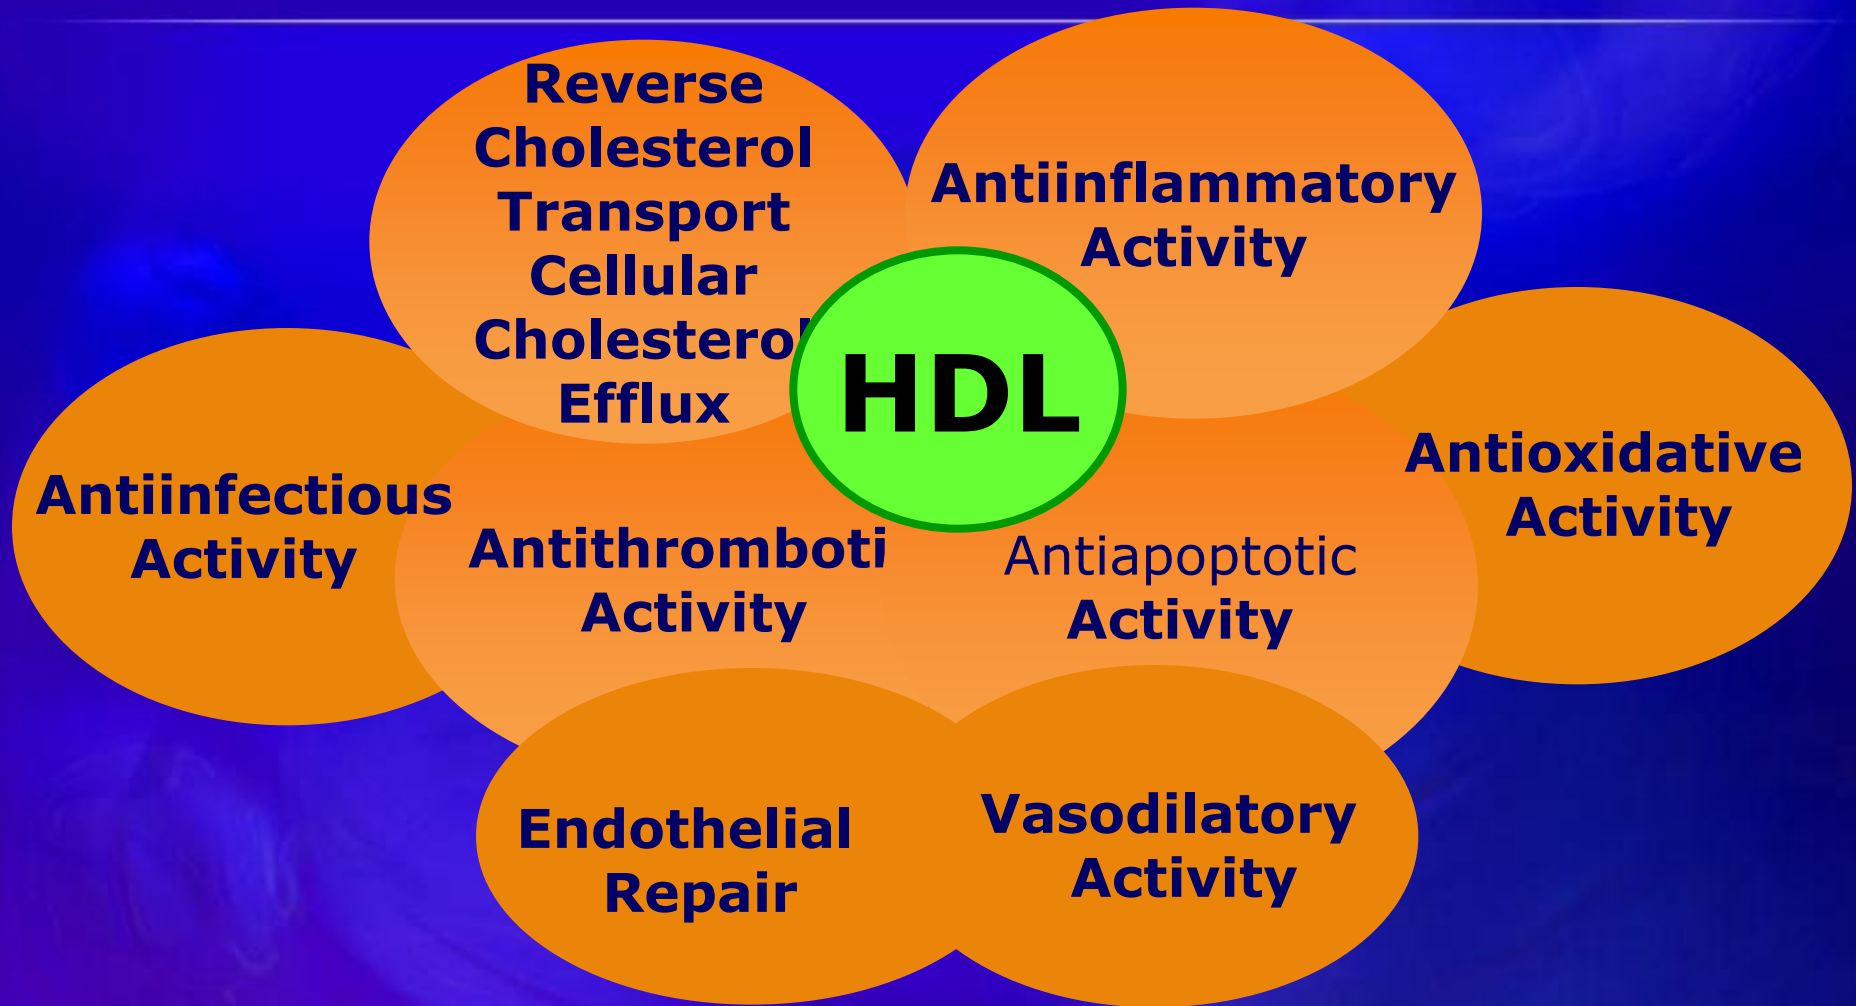 Reverse
Cholesterol
Transport
Cellular
Cholesterol
Efflux
Antiinflammatory
Activity
HDL
Antiinfectious
Activity
Antithromboti
Activity
Antiapoptotic
Activity
Antioxidative
Activity
Endothelial
Repair
Vasodilatory
Activity